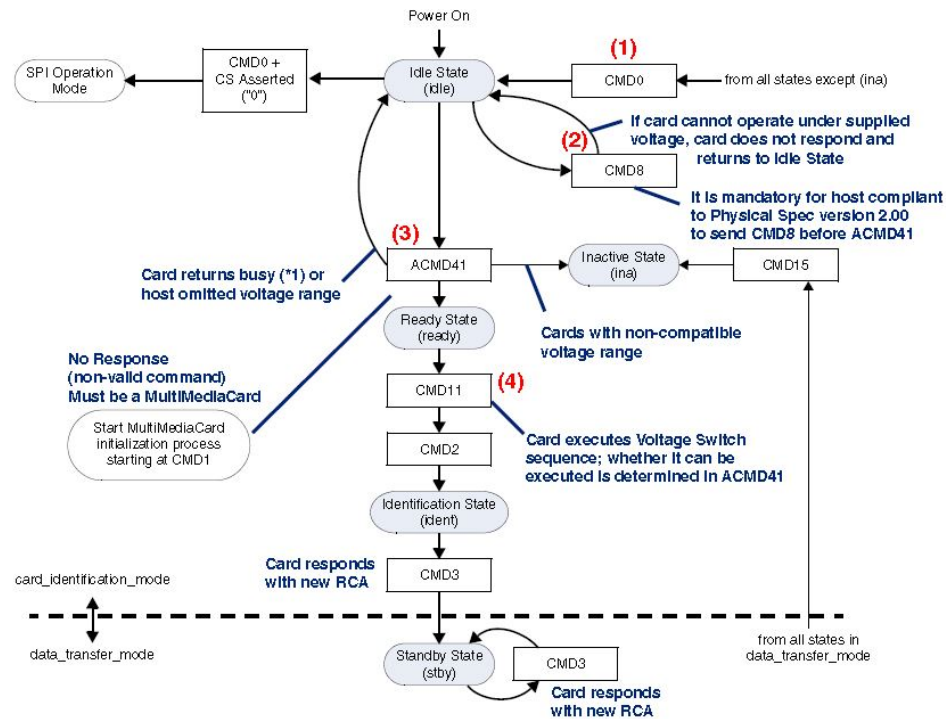 Power On
(1)
SPI Operation
Mode
CMD0 +
CS Asserted
("0")
Idle State
(idle)
CMD0
from all states except (ina)
(2)
If card cannot operate under supplied
voltage, card does not respond and
returns to Idle State
CMD8
It is mandatory for host compliant
to Physical Spec version 2.00
to send CMD8 before ACMD41
(3)
ACMD41
Inactive State
(ina)
CMD15
Card returns busy (*1) or
host omitted voltage range
Ready State
(ready)
Cards with non-compatible
voltage range
No Response
(non-valid command)
Must be a MultiMediaCard
CMD11
(4)
Start MultiMediaCard
initialization process
starting at CMD1
CMD2
Card executes Voltage Switch
sequence; whether it can be
executed is determined in ACMD41
Identification State
(ident)
Card responds
with new RCA
CMD3
card_identification_mode
data_transfer_mode
from all states in
data_transfer_mode
Standby State
(stby)
CMD3
Card responds
with new RCA